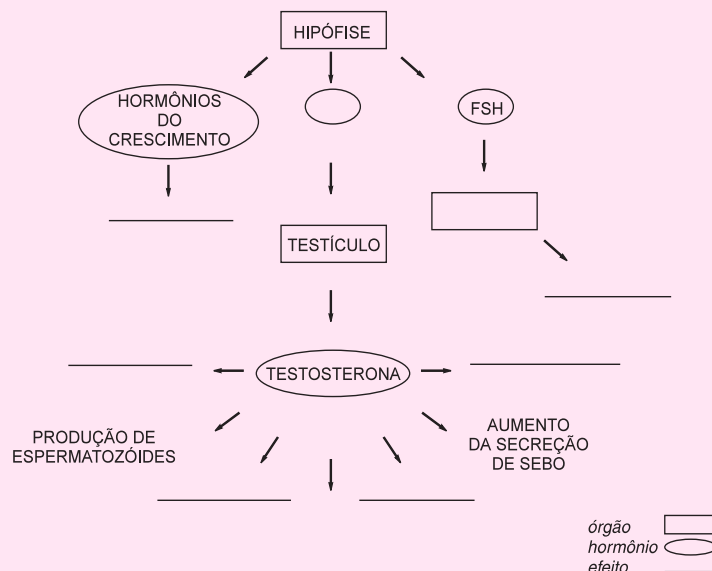 HIPÓFISE
HORMÔNIOS
DO
CRESCIMENTO
FSH
TESTÍCULO
TESTOSTERONA
PRODUÇÃO DE
ESPERMATOZÓIDES
AUMENTO
DA SECREÇÃO
DE SEBO
órgão
hormônio
efeito